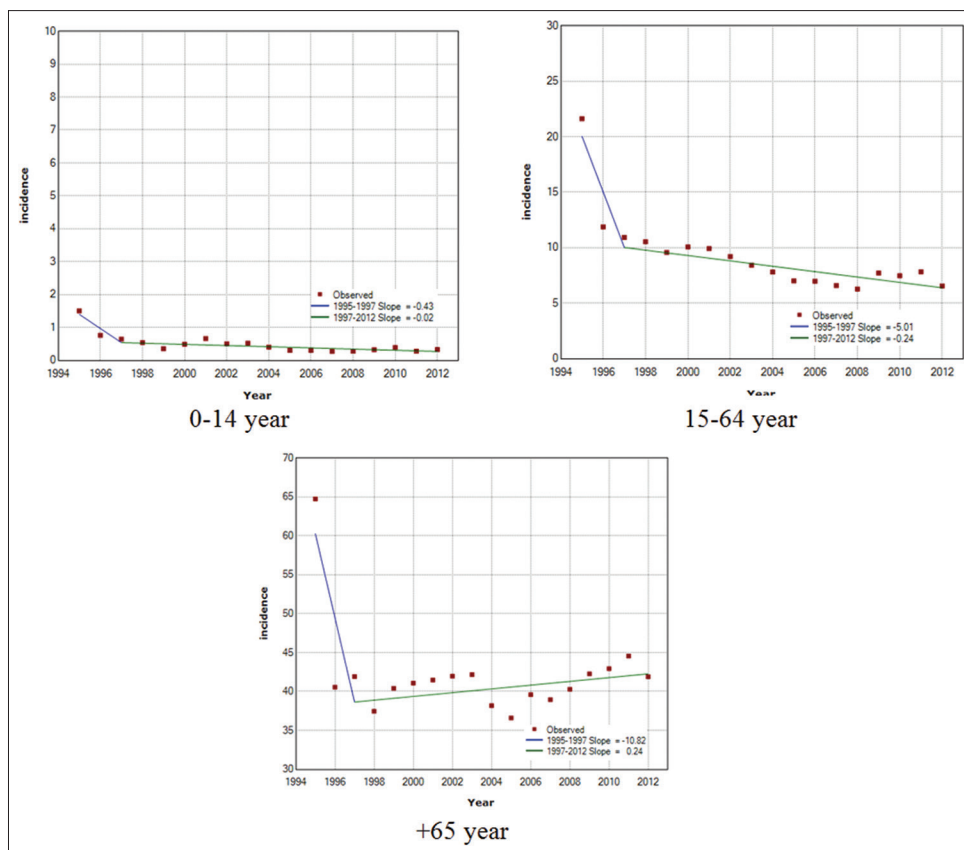 10
9
8
7
6
5
4
3
2
1
0
incidence
Observed
1995-1997 Slope = -0.43
1997-2012 Slope = -0.02
1994 1996 1998 2000 2002 2004 2006 2008 2010 2012
Year
0-14 year
30
25
20
15
10
5
0
incidence
Observed
1995-1997 Slope = -5.01
1997-2012 Slope = -0.24
1994 1996 1998 2000 2002 2004 2006 2008 2010 2012
Year
15-64 year
70
65
60
55
50
45
40
35
30
incidence
Observed
1995-1997 Slope = -10.82
1997-2012 Slope = 0.24
1994 1996 1998 2000 2002 2004 2006 2008 2010 2012
Year
+65 year